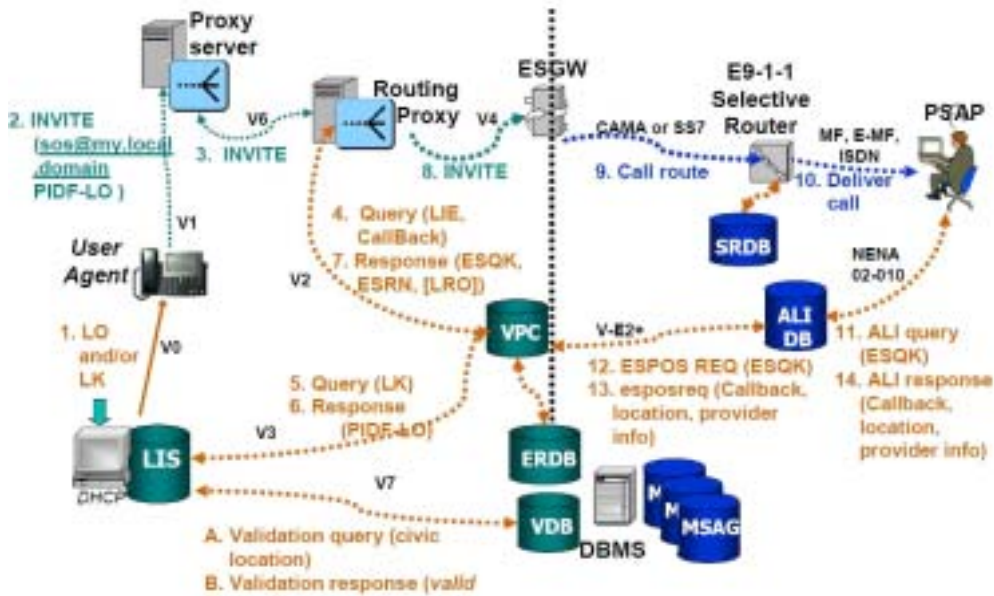 Proxy
server
ESGW
E9-1-1
Selective
Router
PSAP
Routing
Proxy
2. INVITE
(sos@my.local
.domain
PIDF-LO )
V6
3. INVITE
V4
8. INVITE
CAMA or SS7
9. Call route
MF, E-MF,
ISDN
10. Deliver
call
V1
User
Agent
4. Query (LIE,
CallBack)
7. Response (ESQK,
ESRN, [LRO])
V2
SRDB
NENA
02-010
1. LO
and/or
LK
V0
VPC
V-E2+
ALI
DB
11. ALI query
(ESQK)
14. ALI response
(Callback,
location,
provider info)
12. ESPOS REQ (ESQK)
13. esposreq (Callback,
location, provider
info)
5. Query (LK)
6. Response
(PIDF-LO)
V3
LIS
DHCP
ERDB
V7
VDB
DBMS
M
M
MSAG
A. Validation query (civic
location)
B. Validation response (valid